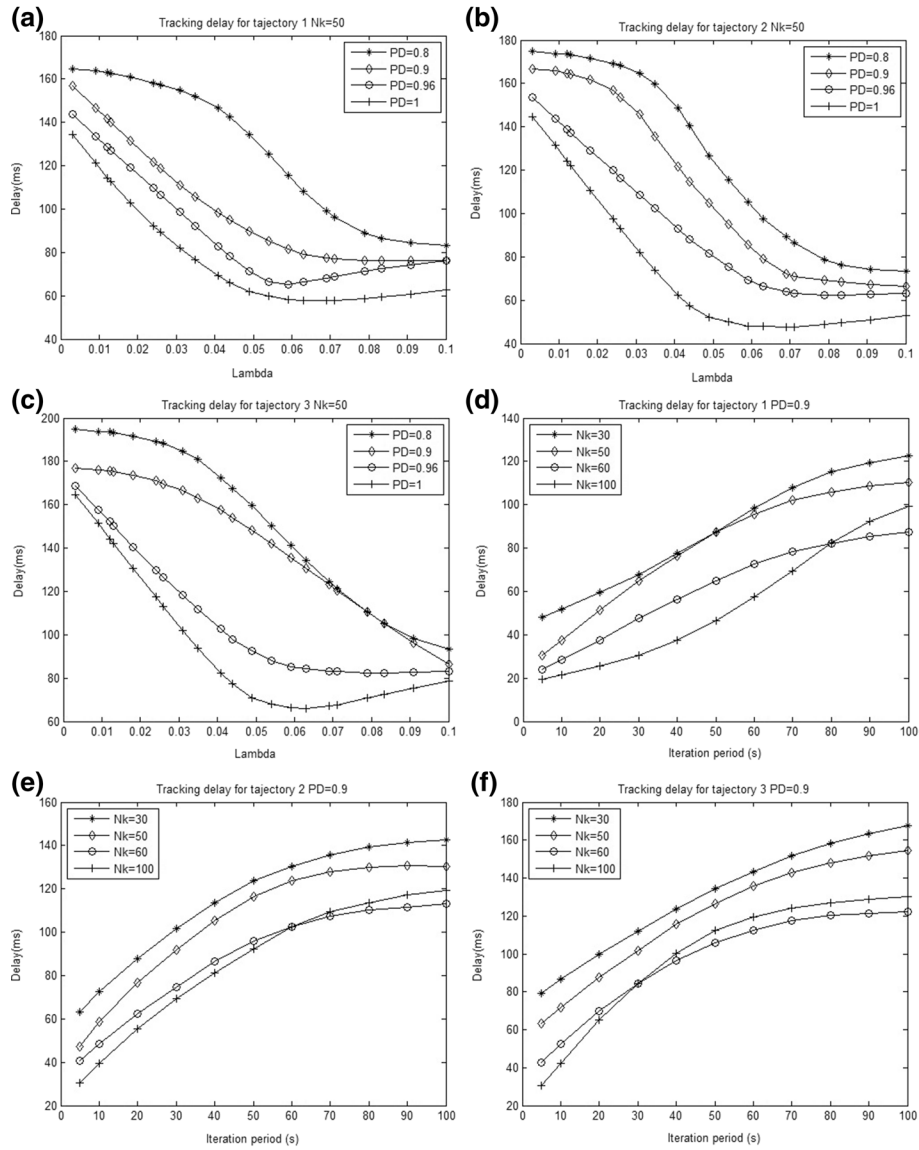 (a)
Tracking delay for tajectory 1 Nk=50
180
160
140
120
100
80
60
40
Delay(ms)
0 0.01 0.02 0.03 0.04 0.05 0.06 0.07 0.08 0.09 0.1
Lambda
PD=0.8
PD=0.9
PD=0.96
PD=1
(b)
Tracking delay for tajectory 2 Nk=50
180
160
140
120
100
80
60
40
Delay(ms)
0 0.01 0.02 0.03 0.04 0.05 0.06 0.07 0.08 0.09 0.1
Lambda
PD=0.8
PD=0.9
PD=0.96
PD=1
(c)
Tracking delay for tajectory 3 Nk=50
200
180
160
140
120
100
80
60
Delay(ms)
0 0.01 0.02 0.03 0.04 0.05 0.06 0.07 0.08 0.09 0.1
Lambda
PD=0.8
PD=0.9
PD=0.96
PD=1
(d)
Tracking delay for tajectory 1 PD=0.9
140
120
100
80
60
40
20
0
Delay(ms)
0 10 20 30 40 50 60 70 80 90 100
Iteration period (s)
Nk=30
Nk=50
Nk=60
Nk=100
(e)
Tracking delay for tajectory 2 PD=0.9
160
140
120
100
80
60
40
20
Delay(ms)
0 10 20 30 40 50 60 70 80 90 100
Iteration period (s)
Nk=30
Nk=50
Nk=60
Nk=100
(f)
Tracking delay for tajectory 3 PD=0.9
180
160
140
120
100
80
60
40
20
Delay(ms)
0 10 20 30 40 50 60 70 80 90 100
Iteration period (s)
Nk=30
Nk=50
Nk=60
Nk=100